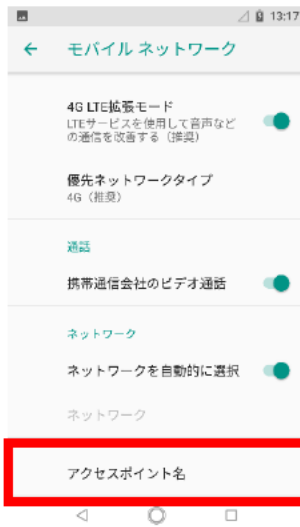 13:17
モバイル ネットワーク
4G LTE拡張モード
LTEサービスを使用して音声など
の通信を改善する（推奨）
優先ネットワークタイプ
4G（推奨）
通話
携帯通信会社のビデオ通話
ネットワーク
ネットワークを自動的に選択
ネットワーク
アクセスポイント名